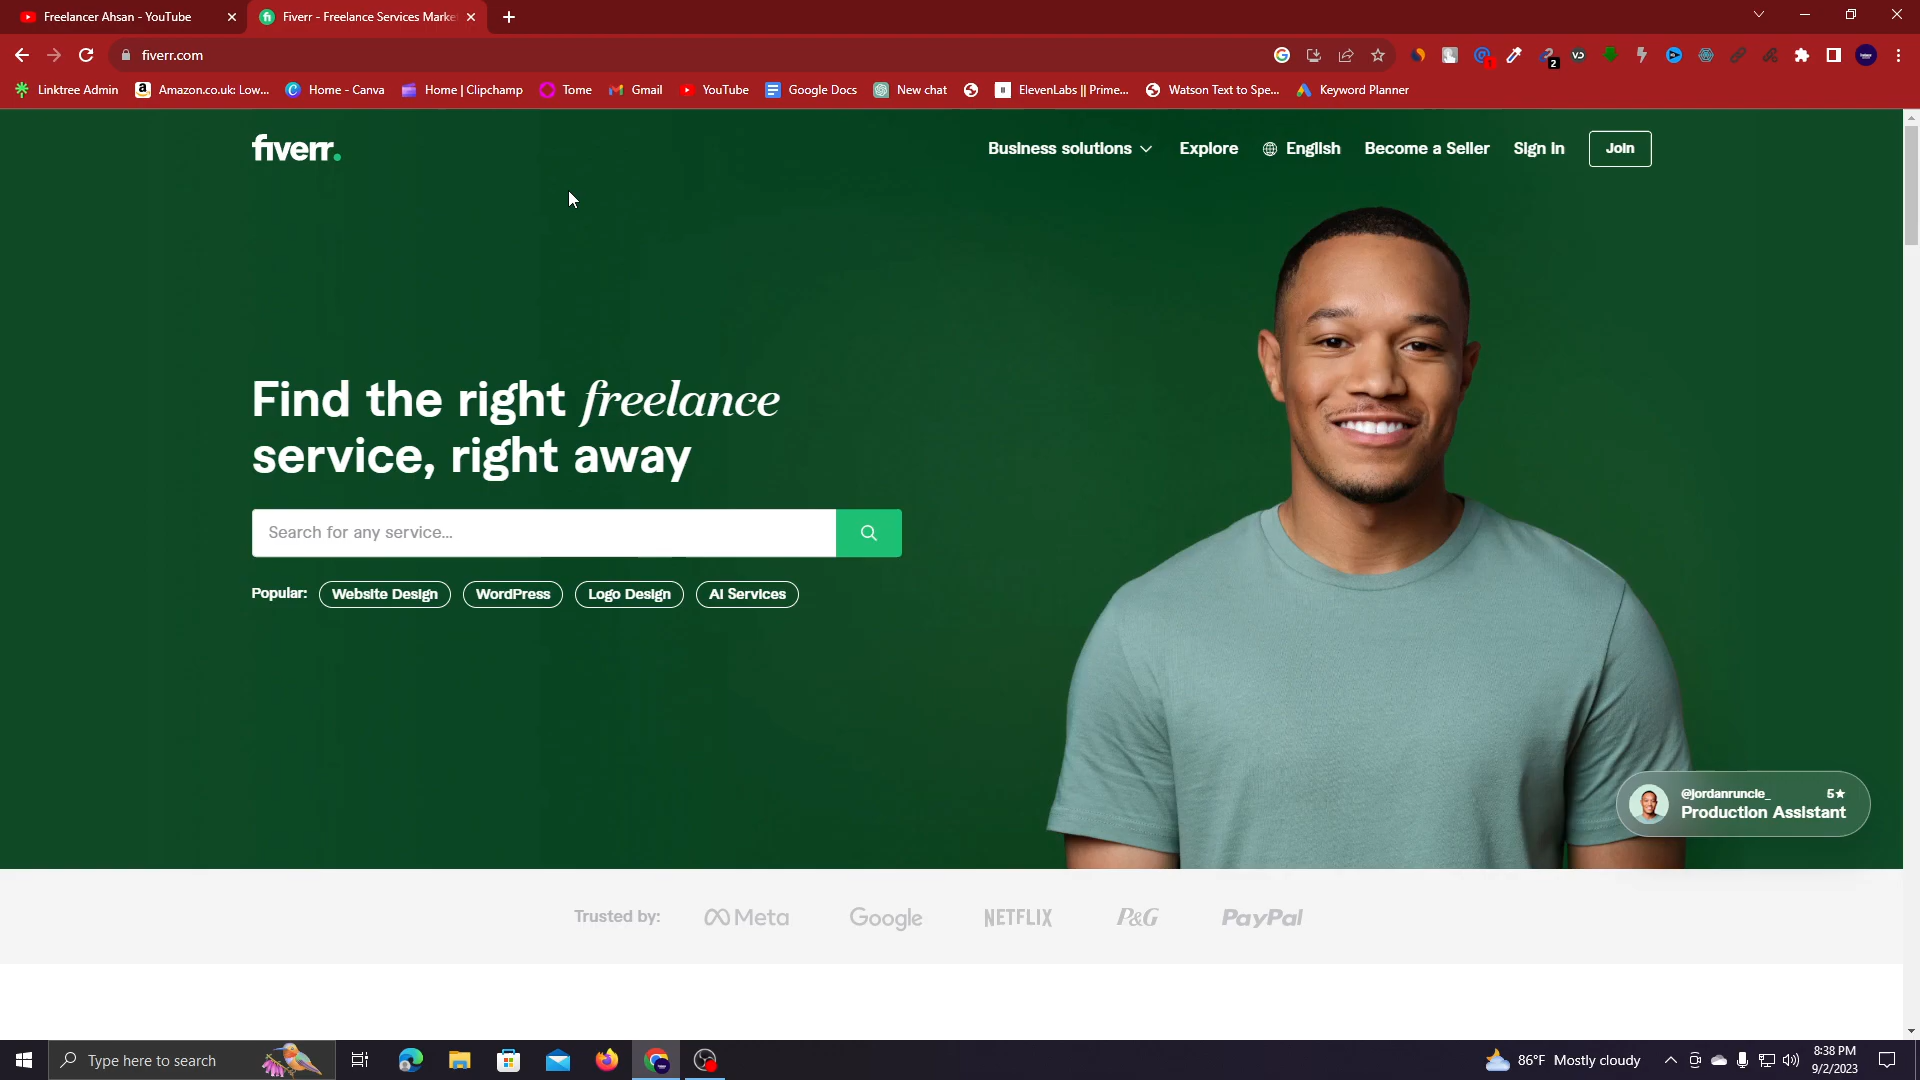 Freelancer Ahsan - YouTube
Fiverr - Freelance Services Marke
fiverr.com
1
2
Linktree Admin
Amazon.co.uk: Low...
Home - Canva
Home | Clipchamp
Tome
Gmail
YouTube
Google Docs
New chat
ElevenLabs || Prime...
Watson Text to Spe...
Keyword Planner
fiverr.
Business solutions
Explore
English
Become a Seller
Sign in
Join
Find the right freelance
service, right away
Search for any service...
Popular:
Website Design
WordPress
Logo Design
AI Services
@jordanruncie_
5★
Production Assistant
Trusted by:
Meta
Google
NETFLIX
P&G
PayPal
Type here to search
86°F Mostly cloudy
8:38 PM
9/2/2023